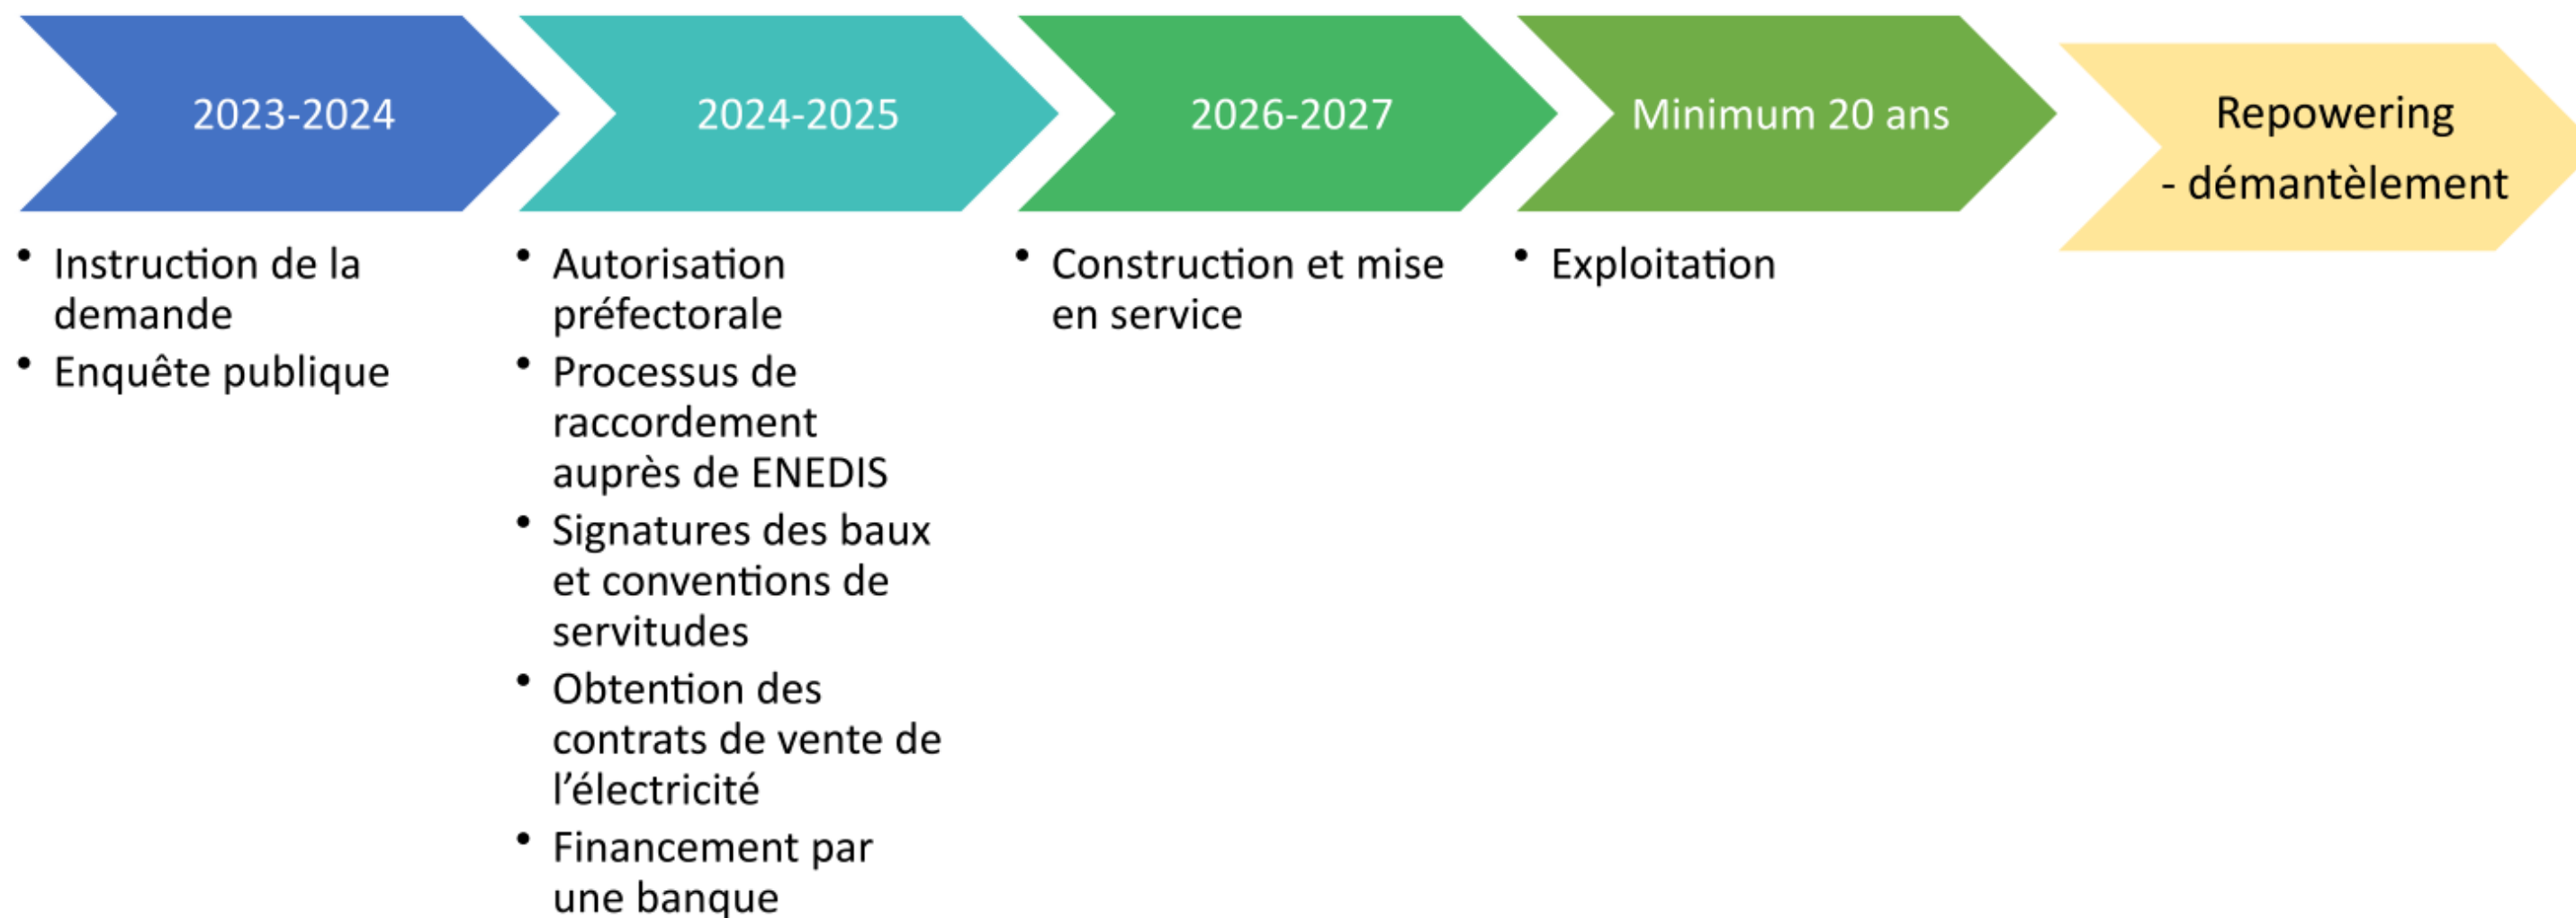 2023-2024
• Instruction de la
demande
• Enquête publique
2024-2025
• Autorisation
préfectorale
• Processus de
raccordement
auprès de ENEDIS
• Signatures des baux
et conventions de
servitudes
• Obtention des
contrats de vente de
l’électricité
• Financement par
une banque
2026-2027
• Construction et mise
en service
Minimum 20 ans
• Exploitation
Repowering
- démantèlement